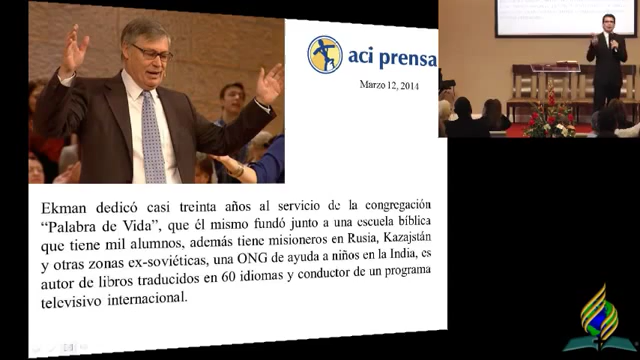 aci prensa
Marzo 12, 2014
Ekman dedicó casi treinta años al servicio de la congregación
“Palabra de Vida”, que él mismo fundó junto a una escuela bíblica
que tiene mil alumnos, además tiene misioneros en Rusia, Kazajstán
y otras zonas ex-soviéticas, una ONG de ayuda a niños en la India, es
autor de libros traducidos en 60 idiomas y conductor de un programa
televisivo internacional.